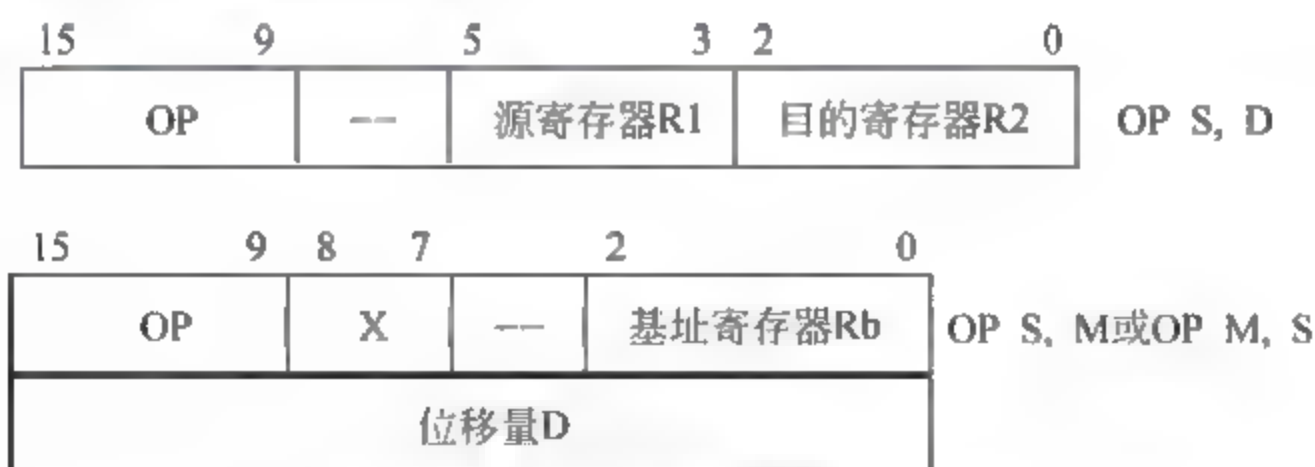 15 9 5 3 2 0
OP -- 源寄存器R1 目的寄存器R2 OP S, D
15 9 8 7 2 0
OP X -- 基址寄存器Rb OP S, M或OP M, S
位移量D